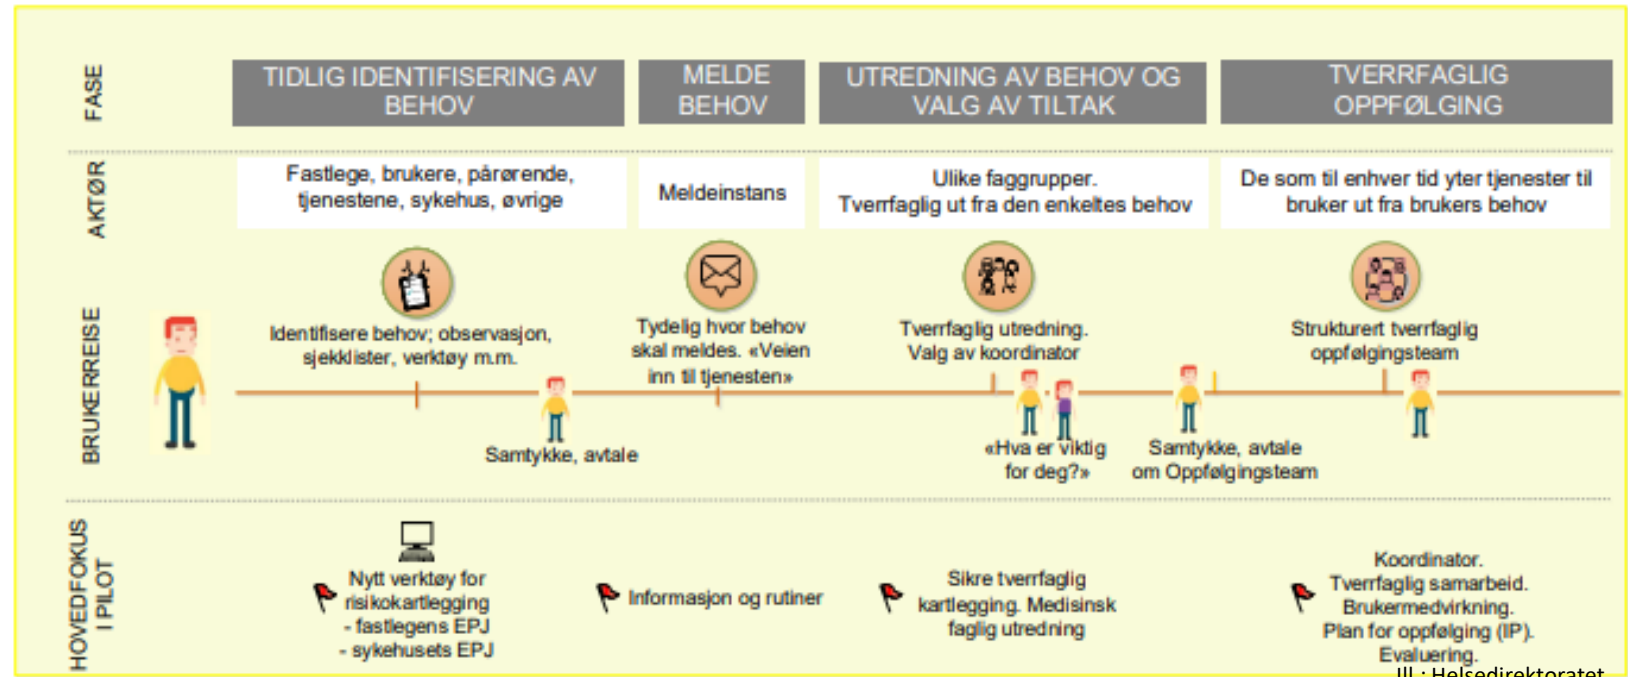 FASE
TIDLIG IDENTIFISERING AV
BEHOV
MELDE
BEHOV
UTREDNING AV BEHOV OG
VALG AV TILTAK
TVERRFAGLIG
OPPFØLGING
AKTØR
Fastlege, brukere, pårørende,
tjenestene, sykehus, øvrige
Meldeinstans
Ulike faggrupper.
Tverrfaglig ut fra den enkeltes behov
De som til enhver tid yter tjenester til
bruker ut fra brukers behov
BRUKERREISE
Identifisere behov; observasjon,
sjekklister, verktøy m.m.
Samtykke, avtale
Tydelig hvor behov
skal meldes. «Veien
inn til tjenesten»
Tverrfaglig utredning.
Valg av koordinator
«Hva er viktig
for deg?»
Samtykke, avtale
om Oppfølgingsteam
Strukturert tverrfaglig
oppfølgingsteam
HOVEDFOKUS
I PILOT
Nytt verktøy for
risikokartlegging
- fastlegens EPJ
- sykehusets EPJ
Informasjon og rutiner
Sikre tverrfaglig
kartlegging. Medisinsk
faglig utredning
Koordinator.
Tverrfaglig samarbeid.
Brukermedvirkning.
Plan for oppfølging (IP).
Evaluering.
Ill.: Helsedirektoratet